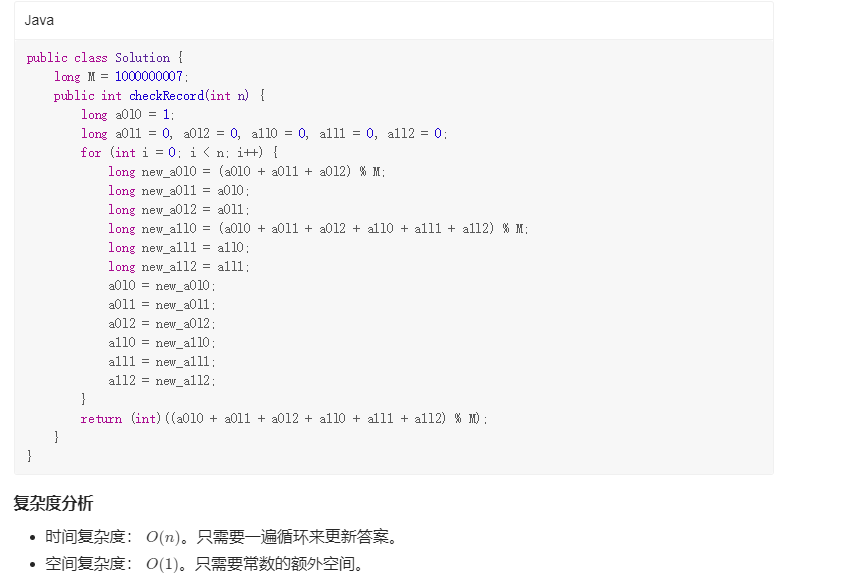 Java
public class Solution {
    long M = 1000000007;
    public int checkRecord(int n) {
        long a0l0 = 1;
        long a0l1 = 0, a0l2 = 0, a1l0 = 0, a1l1 = 0, a1l2 = 0;
        for (int i = 0; i < n; i++) {
            long new_a0l0 = (a0l0 + a0l1 + a0l2) % M;
            long new_a0l1 = a0l0;
            long new_a0l2 = a0l1;
            long new_a1l0 = (a0l0 + a0l1 + a0l2 + a1l0 + a1l1 + a1l2) % M;
            long new_a1l1 = a1l0;
            long new_a1l2 = a1l1;
            a0l0 = new_a0l0;
            a0l1 = new_a0l1;
            a0l2 = new_a0l2;
            a1l0 = new_a1l0;
            a1l1 = new_a1l1;
            a1l2 = new_a1l2;
        }
        return (int)((a0l0 + a0l1 + a0l2 + a1l0 + a1l1 + a1l2) % M);
    }
}
复杂度分析
• 时间复杂度： O(n)。只需要一遍循环来更新答案。
• 空间复杂度： O(1)。只需要常数的额外空间。